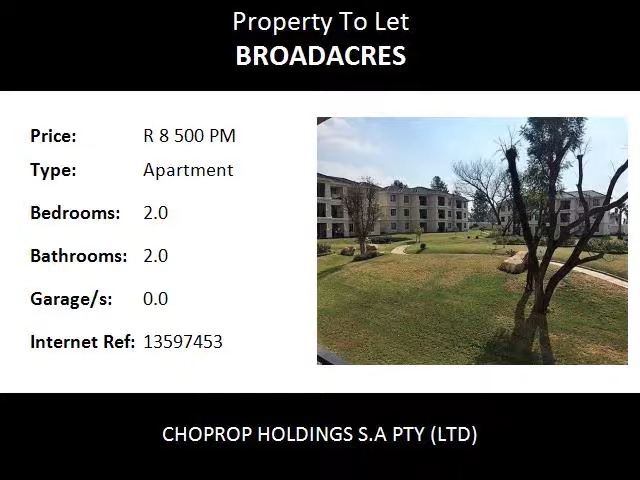 Property To Let
BROADACRES
Price: R 8 500 PM
Type: Apartment
Bedrooms: 2.0
Bathrooms: 2.0
Garage/s: 0.0
Internet Ref: 13597453
CHOPROP HOLDINGS S.A PTY (LTD)